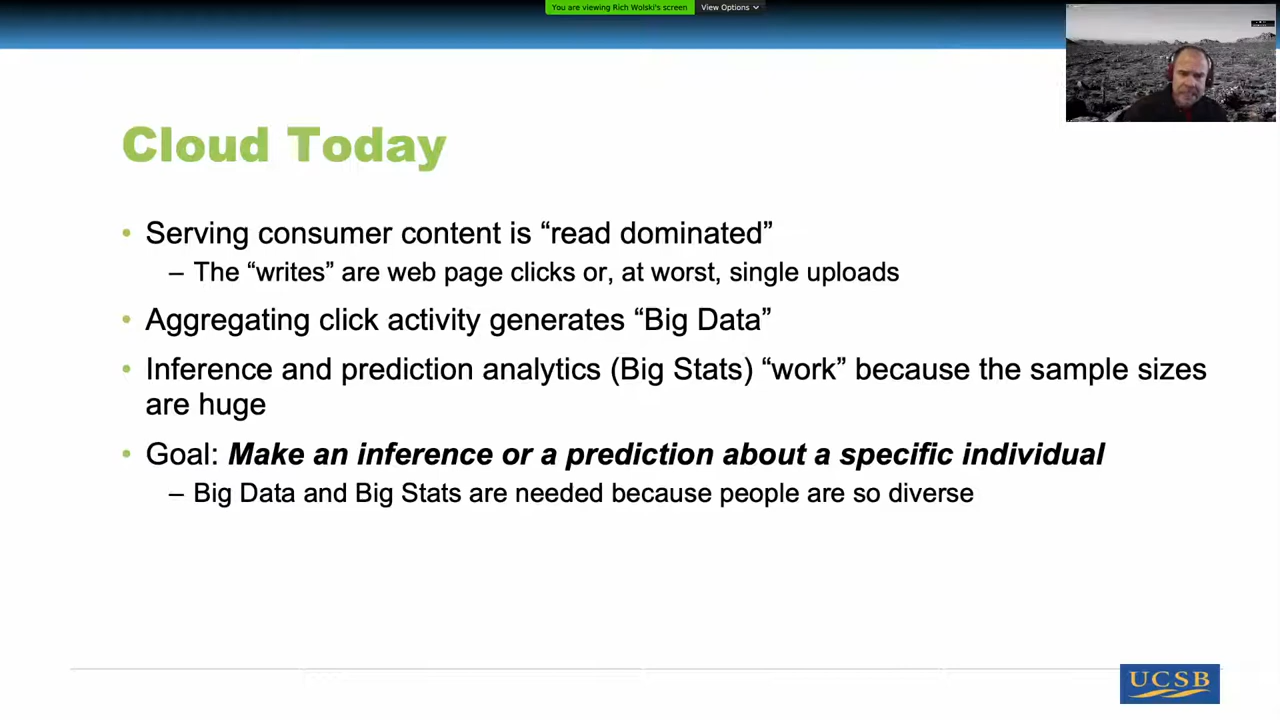 You are viewing Rich Wolski's screen
View Options
Cloud Today
• Serving consumer content is “read dominated”
– The “writes” are web page clicks or, at worst, single uploads
• Aggregating click activity generates “Big Data”
• Inference and prediction analytics (Big Stats) “work” because the sample sizes
are huge
• Goal: Make an inference or a prediction about a specific individual
– Big Data and Big Stats are needed because people are so diverse
UCSB